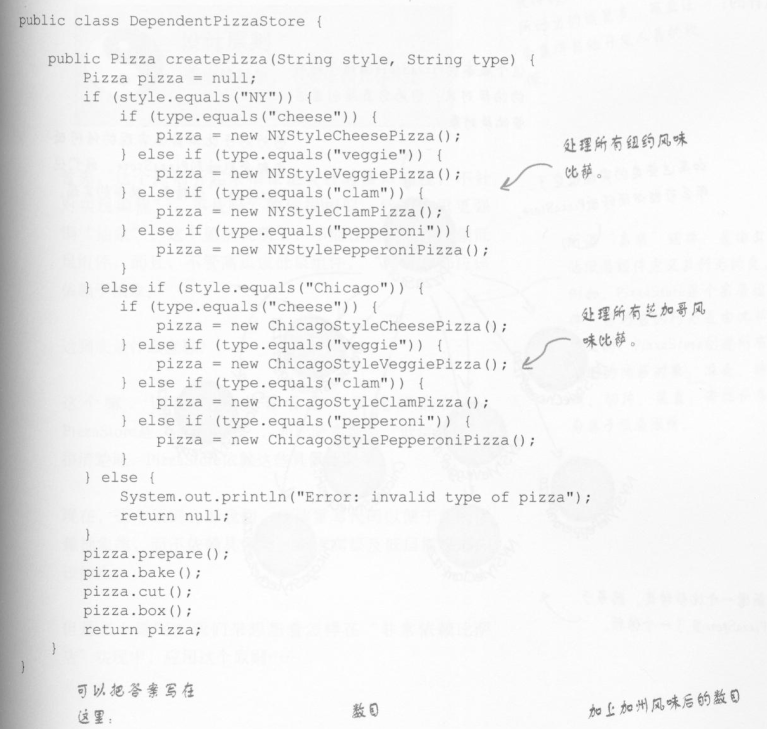 public class DependentPizzaStore {
public Pizza createPizza(String style, String type) {
Pizza pizza = null;
if (style.equals("NY")) {
if (type.equals("cheese")) {
pizza = new NYStyleCheesePizza();
} else if (type.equals("veggie")) {
pizza = new NYStyleVeggiePizza();
} else if (type.equals("clam")) {
pizza = new NYStyleClamPizza();
} else if (type.equals("pepperoni")) {
pizza = new NYStylePepperoniPizza();
}
处理所有纽约风味
比萨。
} else if (style.equals("Chicago")) {
if (type.equals("cheese")) {
pizza = new ChicagoStyleCheesePizza();
} else if (type.equals("veggie")) {
pizza = new ChicagoStyleVeggiePizza();
} else if (type.equals("clam")) {
pizza = new ChicagoStyleClamPizza();
} else if (type.equals("pepperoni")) {
pizza = new ChicagoStylePepperoniPizza();
}
处理所有芝加哥风
味比萨。
} else {
System.out.println("Error: invalid type of pizza");
return null;
}
pizza.prepare();
pizza.bake();
pizza.cut();
pizza.box();
return pizza;
}
}
可以把答案写在
这里：
数目
加上加州风味后的数目